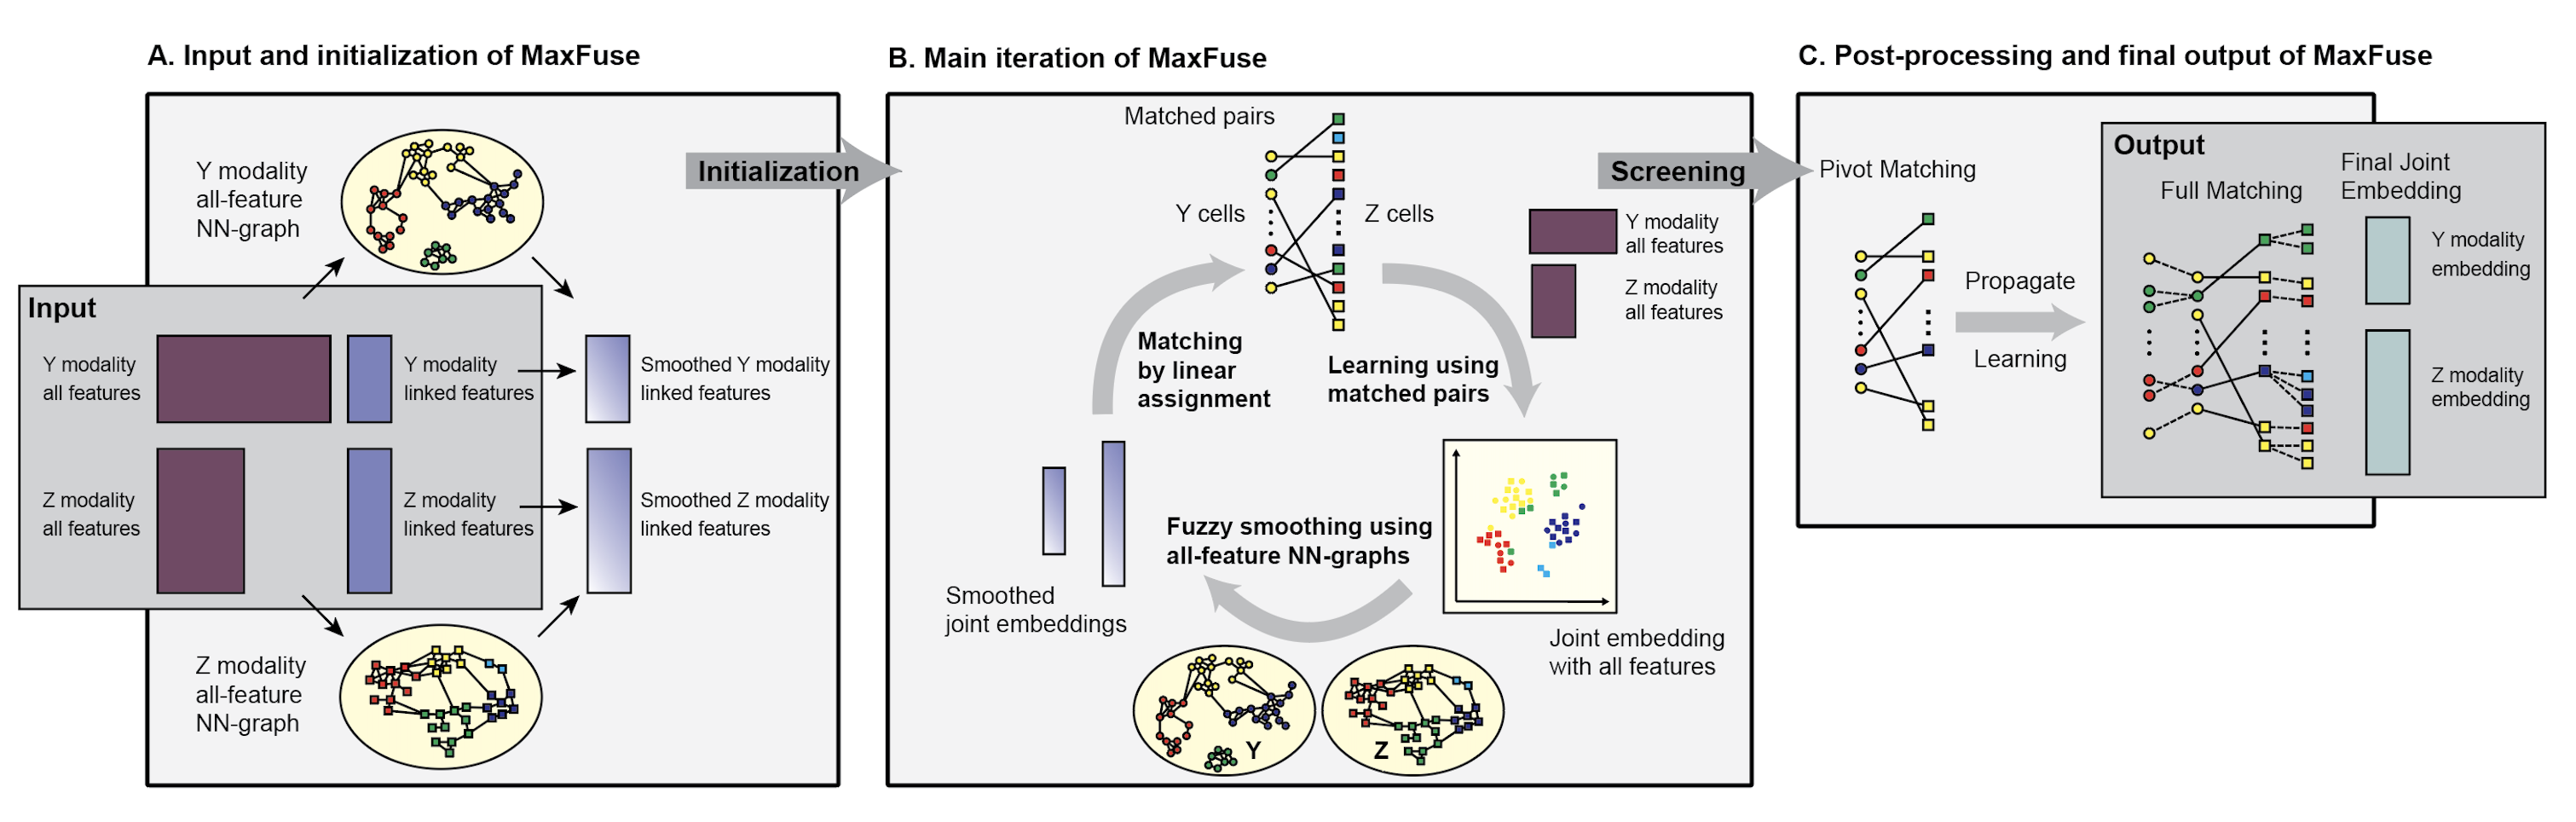 A. Input and initialization of MaxFuse
Y modality
all-feature
NN-graph
Input
Y modality
all features
Y modality
linked features
Smoothed Y modality
linked features
Z modality
all features
Z modality
linked features
Smoothed Z modality
linked features
Z modality
all-feature
NN-graph
Initialization
B. Main iteration of MaxFuse
Matched pairs
Y cells
Z cells
Y modality
all features
Z modality
all features
Matching
by linear
assignment
Learning using
matched pairs
Fuzzy smoothing using
all-feature NN-graphs
Smoothed
joint embeddings
Joint embedding
with all features
Y
Z
Screening
C. Post-processing and final output of MaxFuse
Pivot Matching
Propagate
Learning
Output
Full Matching
Final Joint
Embedding
Y modality
embedding
Z modality
embedding